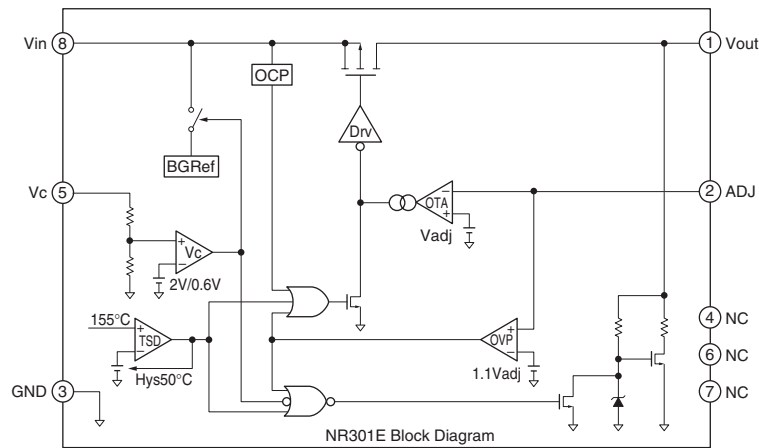 Vin 8
1 Vout
OCP
Drv
BGRef
Vc 5
2 ADJ
− OTA +
Vadj
+ Vc −
2V/0.6V
4 NC
155°C
+ TSD −
+ OVP −
6 NC
Hys50°C
1.1Vadj
GND 3
7 NC
NR301E Block Diagram